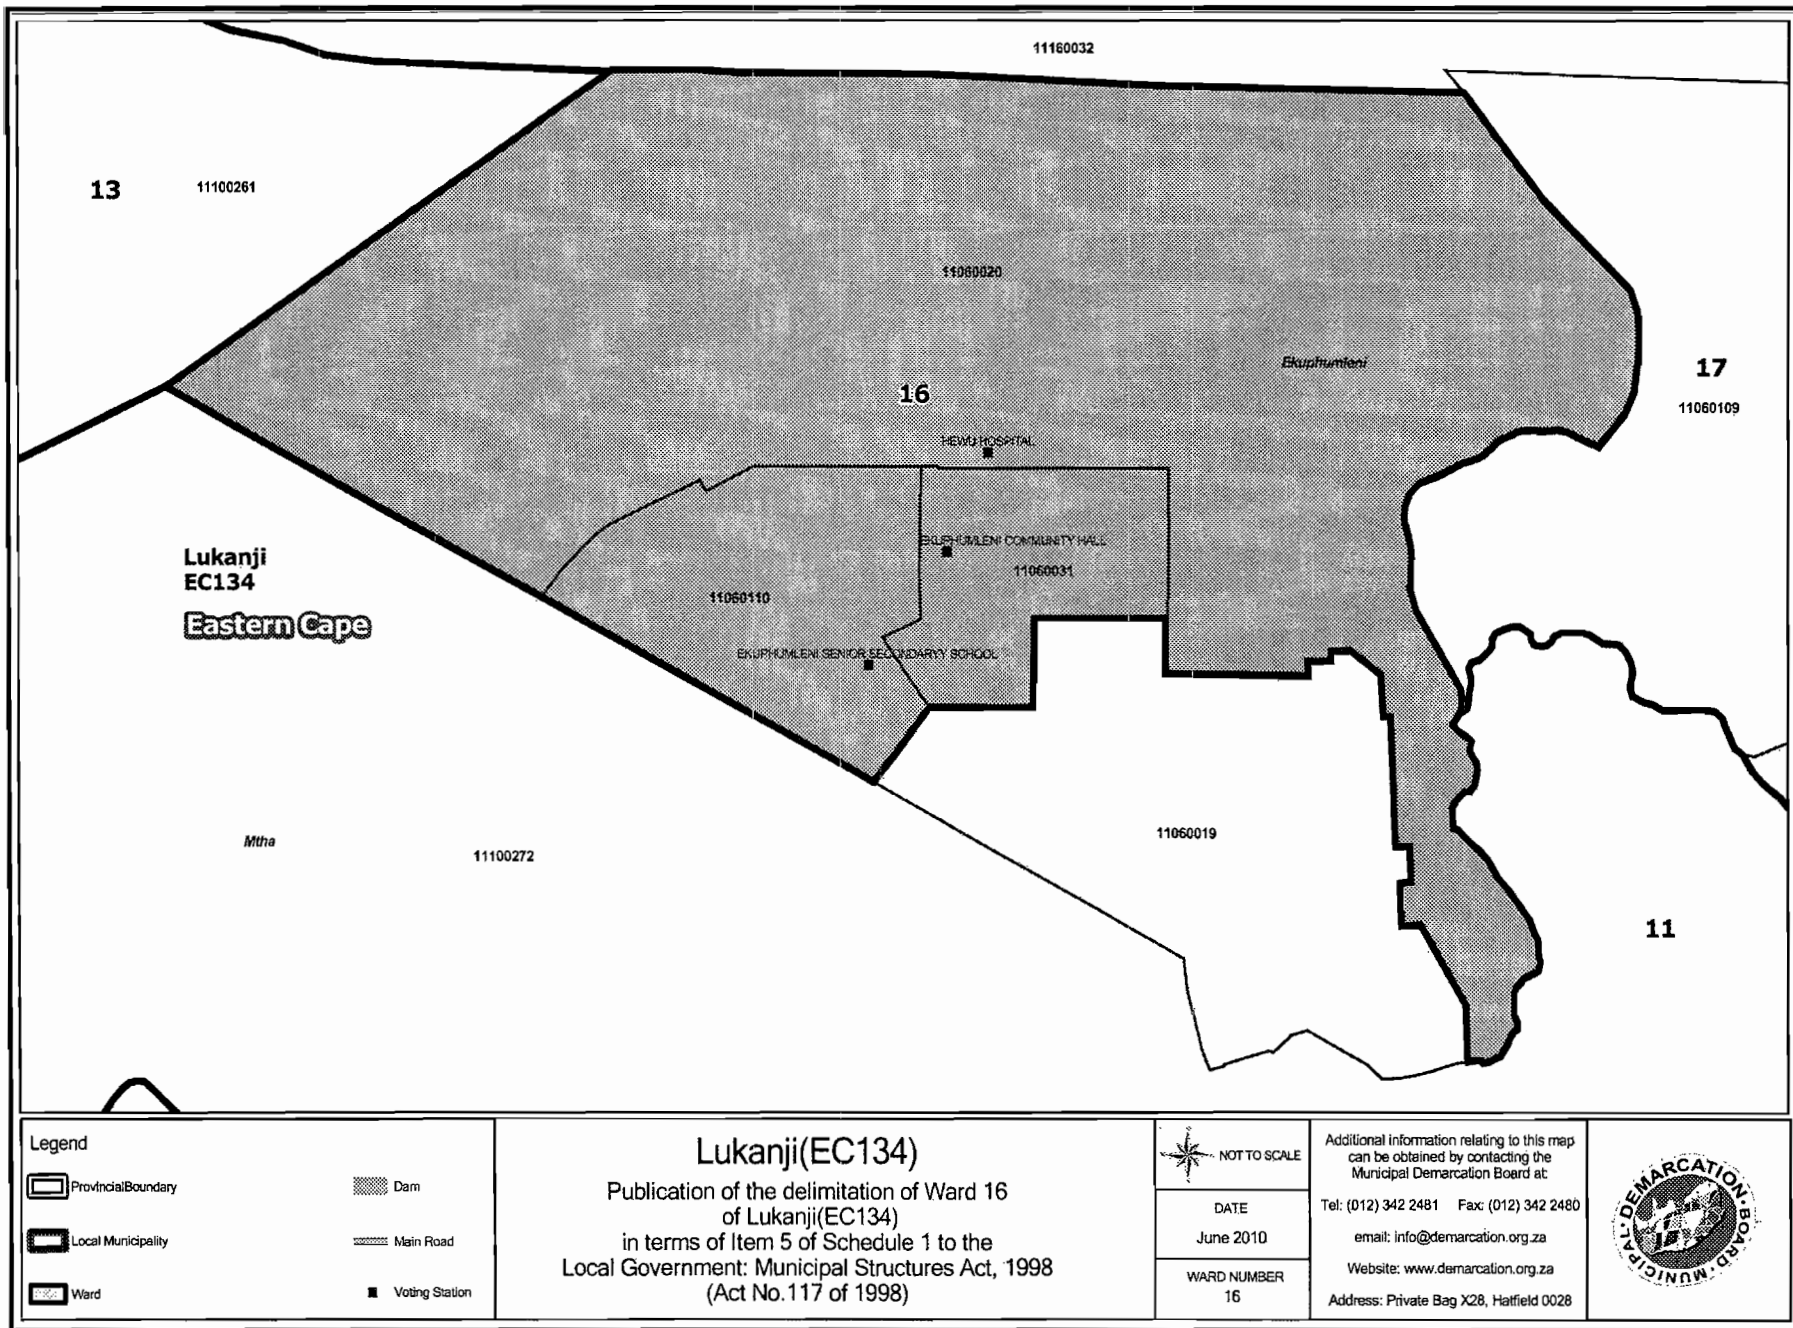 11160032
13
11100261
11060020
Ekuphumleni
17
11060109
16
HEWU HOSPITAL
EKUPHUMLENI COMMUNITY HALL
11060031
Lukanji
EC134
Eastern Cape
11060110
EKUPHUMLENI SENIOR SECONDARYY SCHOOL
Mtha
11100272
11060019
11
Legend
ProvincialBoundary
Dam
Local Municipality
Main Road
Ward
Voting Station
Lukanji(EC134)
Publication of the delimitation of Ward 16
of Lukanji(EC134)
in terms of Item 5 of Schedule 1 to the
Local Government: Municipal Structures Act, 1998
(Act No.117 of 1998)
NOT TO SCALE
DATE
June 2010
WARD NUMBER
16
Additional information relating to this map
can be obtained by contacting the
Municipal Demarcation Board at:
Tel: (012) 342 2481 Fax: (012) 342 2480
email: info@demarcation.org.za
Website: www.demarcation.org.za
Address: Private Bag X28, Hatfield 0028
MUNICIPAL · DEMARCATION · BOARD ·